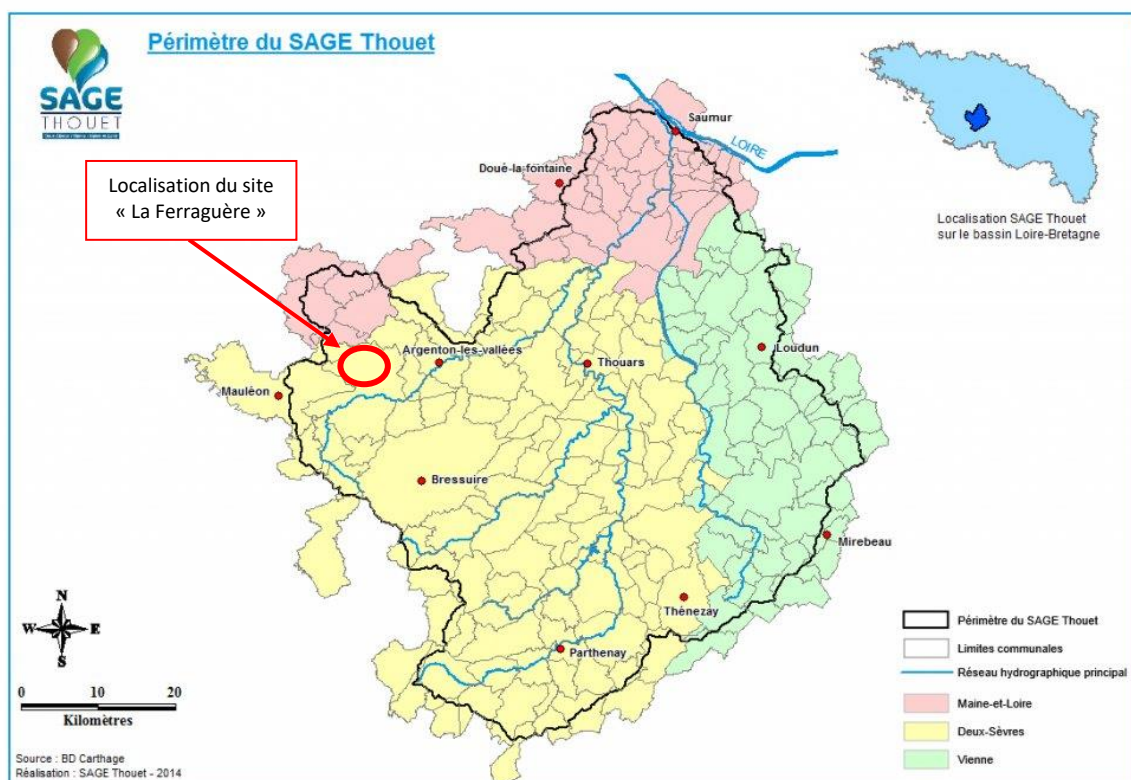 Périmètre du SAGE Thouet
SAGE
THOUET
Localisation du site
« La Ferraguère »
Saumur
LOIRE
Doué-la-fontaine
Localisation SAGE Thouet
sur le bassin Loire-Bretagne
Argenton-les-vallées
Thouars
Loudun
Mauléon
Bressuire
Mirebeau
Thénezay
Parthenay
N
W
E
S
0 10 20
Kilomètres
Source : BD Carthage
Réalisation : SAGE Thouet - 2014
Périmètre du SAGE Thouet
Limites communales
Réseau hydrographique principal
Maine-et-Loire
Deux-Sèvres
Vienne